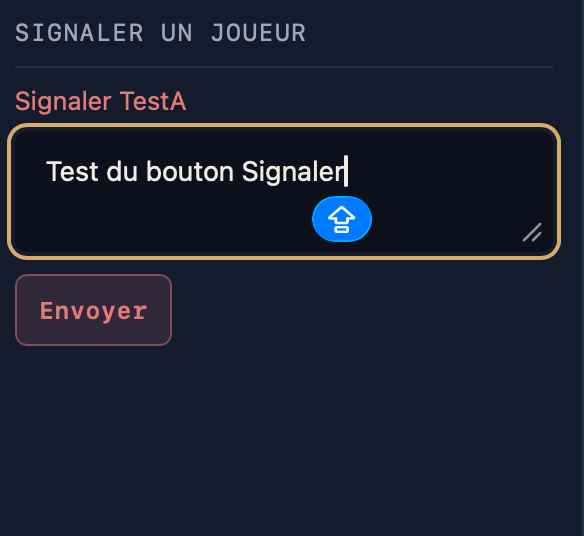 SIGNALER UN JOUEUR
Signaler TestA
Test du bouton Signaler
Envoyer